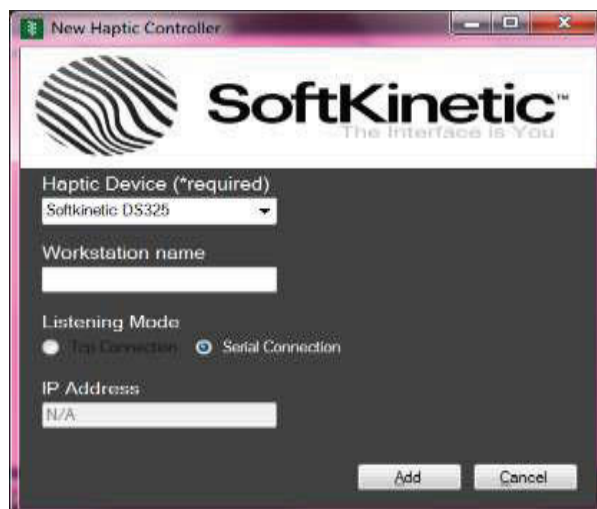 New Haptic Controller
SoftKinetic™
The Interface Is You
Haptic Device (*required)
Softkinetic DS325
Workstation name
Listening Mode
Tcp Connection Serial Connection
IP Address
N/A
Add Cancel